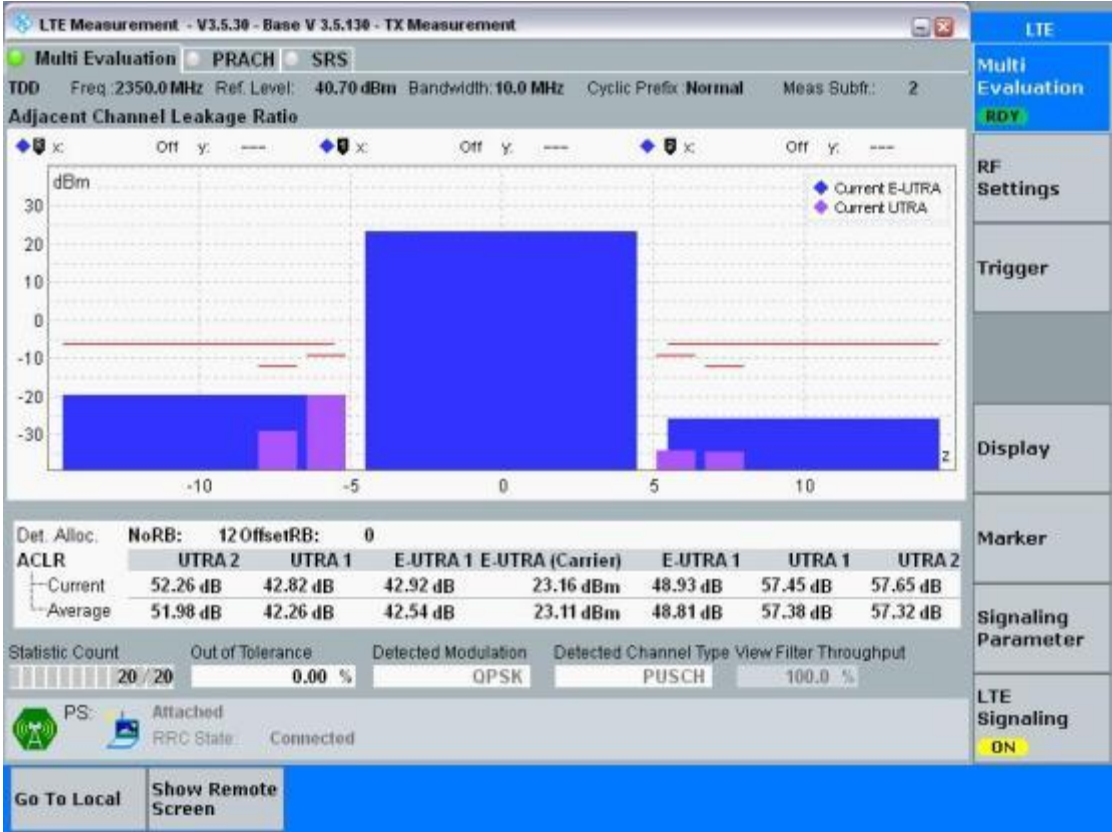 LTE Measurement - V3.5.30 - Base V 3.5.130 - TX Measurement
LTE
Multi Evaluation PRACH SRS
TDD Freq.:2350.0 MHz Ref. Level: 40.70 dBm Bandwidth: 10.0 MHz Cyclic Prefix: Normal Meas Subfr.: 2
Adjacent Channel Leakage Ratio
x: Off y: --- x: Off y: --- x: Off y: ---
dBm
Current E-UTRA
Current UTRA
30
20
10
0
-10
-20
-30
z
-10 -5 0 5 10
Det. Alloc. NoRB: 12 OffsetRB: 0
ACLR UTRA 2 UTRA 1 E-UTRA 1 E-UTRA (Carrier) E-UTRA 1 UTRA 1 UTRA 2
Current 52.26 dB 42.82 dB 42.92 dB 23.16 dBm 48.93 dB 57.45 dB 57.65 dB
Average 51.98 dB 42.26 dB 42.54 dB 23.11 dBm 48.81 dB 57.38 dB 57.32 dB
Statistic Count Out of Tolerance Detected Modulation Detected Channel Type View Filter Throughput
20 / 20 0.00 % QPSK PUSCH 100.0 %
PS: Attached
RRC State: Connected
Multi
Evaluation
RDY
RF
Settings
Trigger
Display
Marker
Signaling
Parameter
LTE
Signaling
ON
Go To Local
Show Remote
Screen